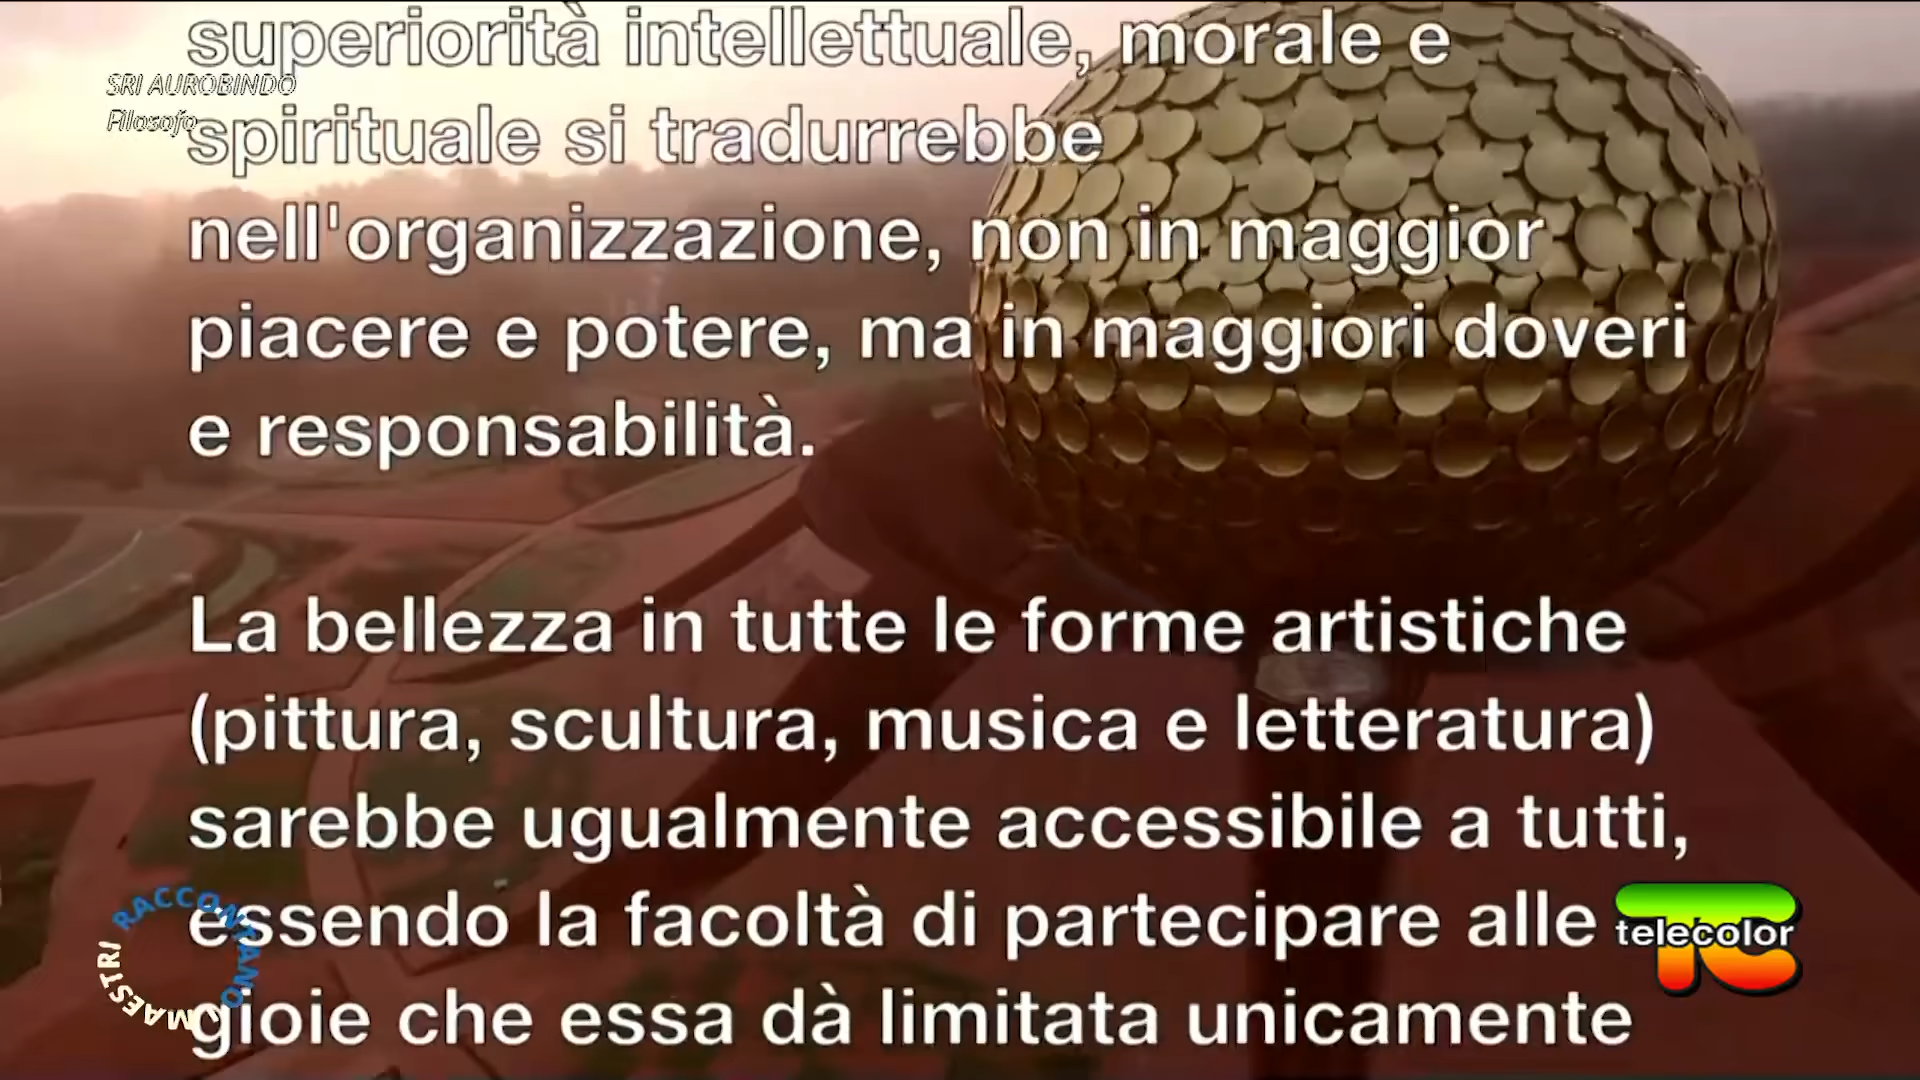 superiorità intellettuale, morale e
SRI AUROBINDO
Filosofo
spirituale si tradurrebbe
nell'organizzazione, non in maggior
piacere e potere, ma in maggiori doveri
e responsabilità.
La bellezza in tutte le forme artistiche
(pittura, scultura, musica e letteratura)
sarebbe ugualmente accessibile a tutti,
essendo la facoltà di partecipare alle
gioie che essa dà limitata unicamente
I MAESTRI RACCONTANO
TC
telecolor